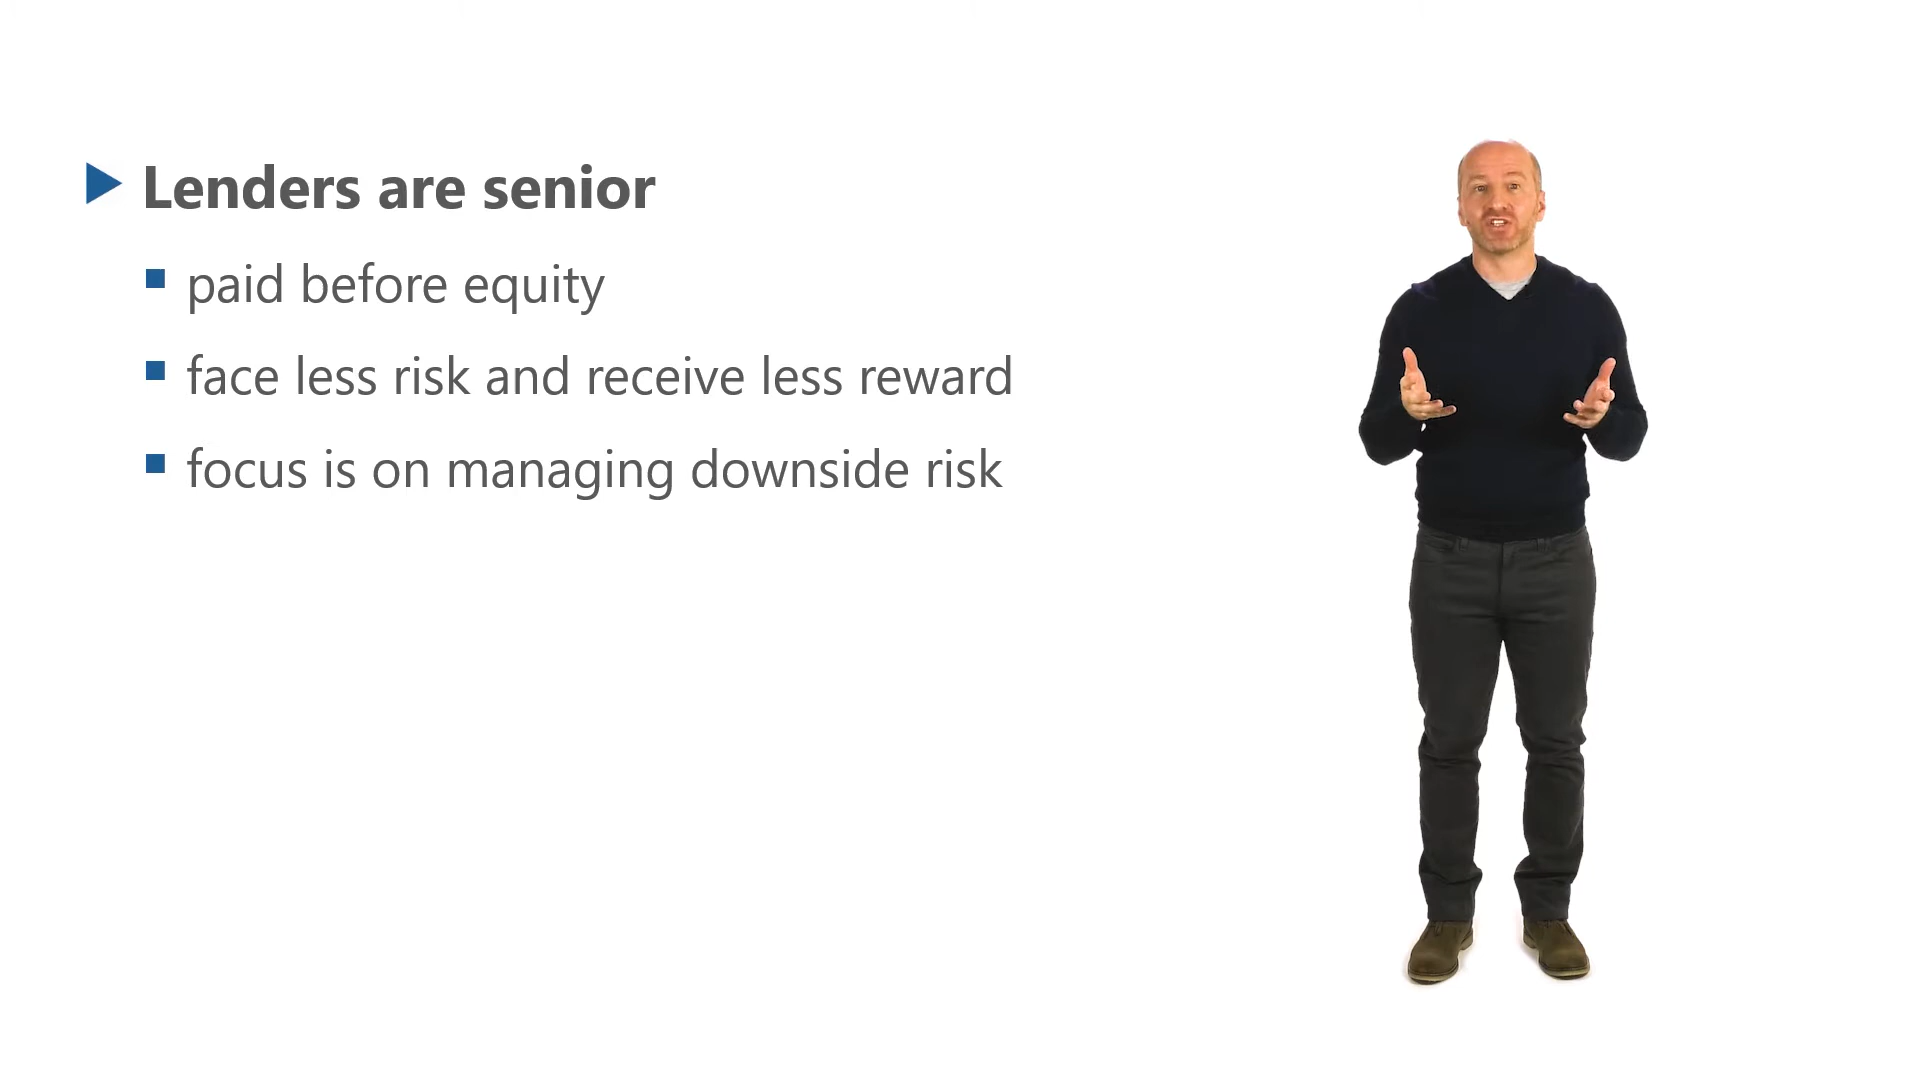 Lenders are senior
paid before equity
face less risk and receive less reward
focus is on managing downside risk